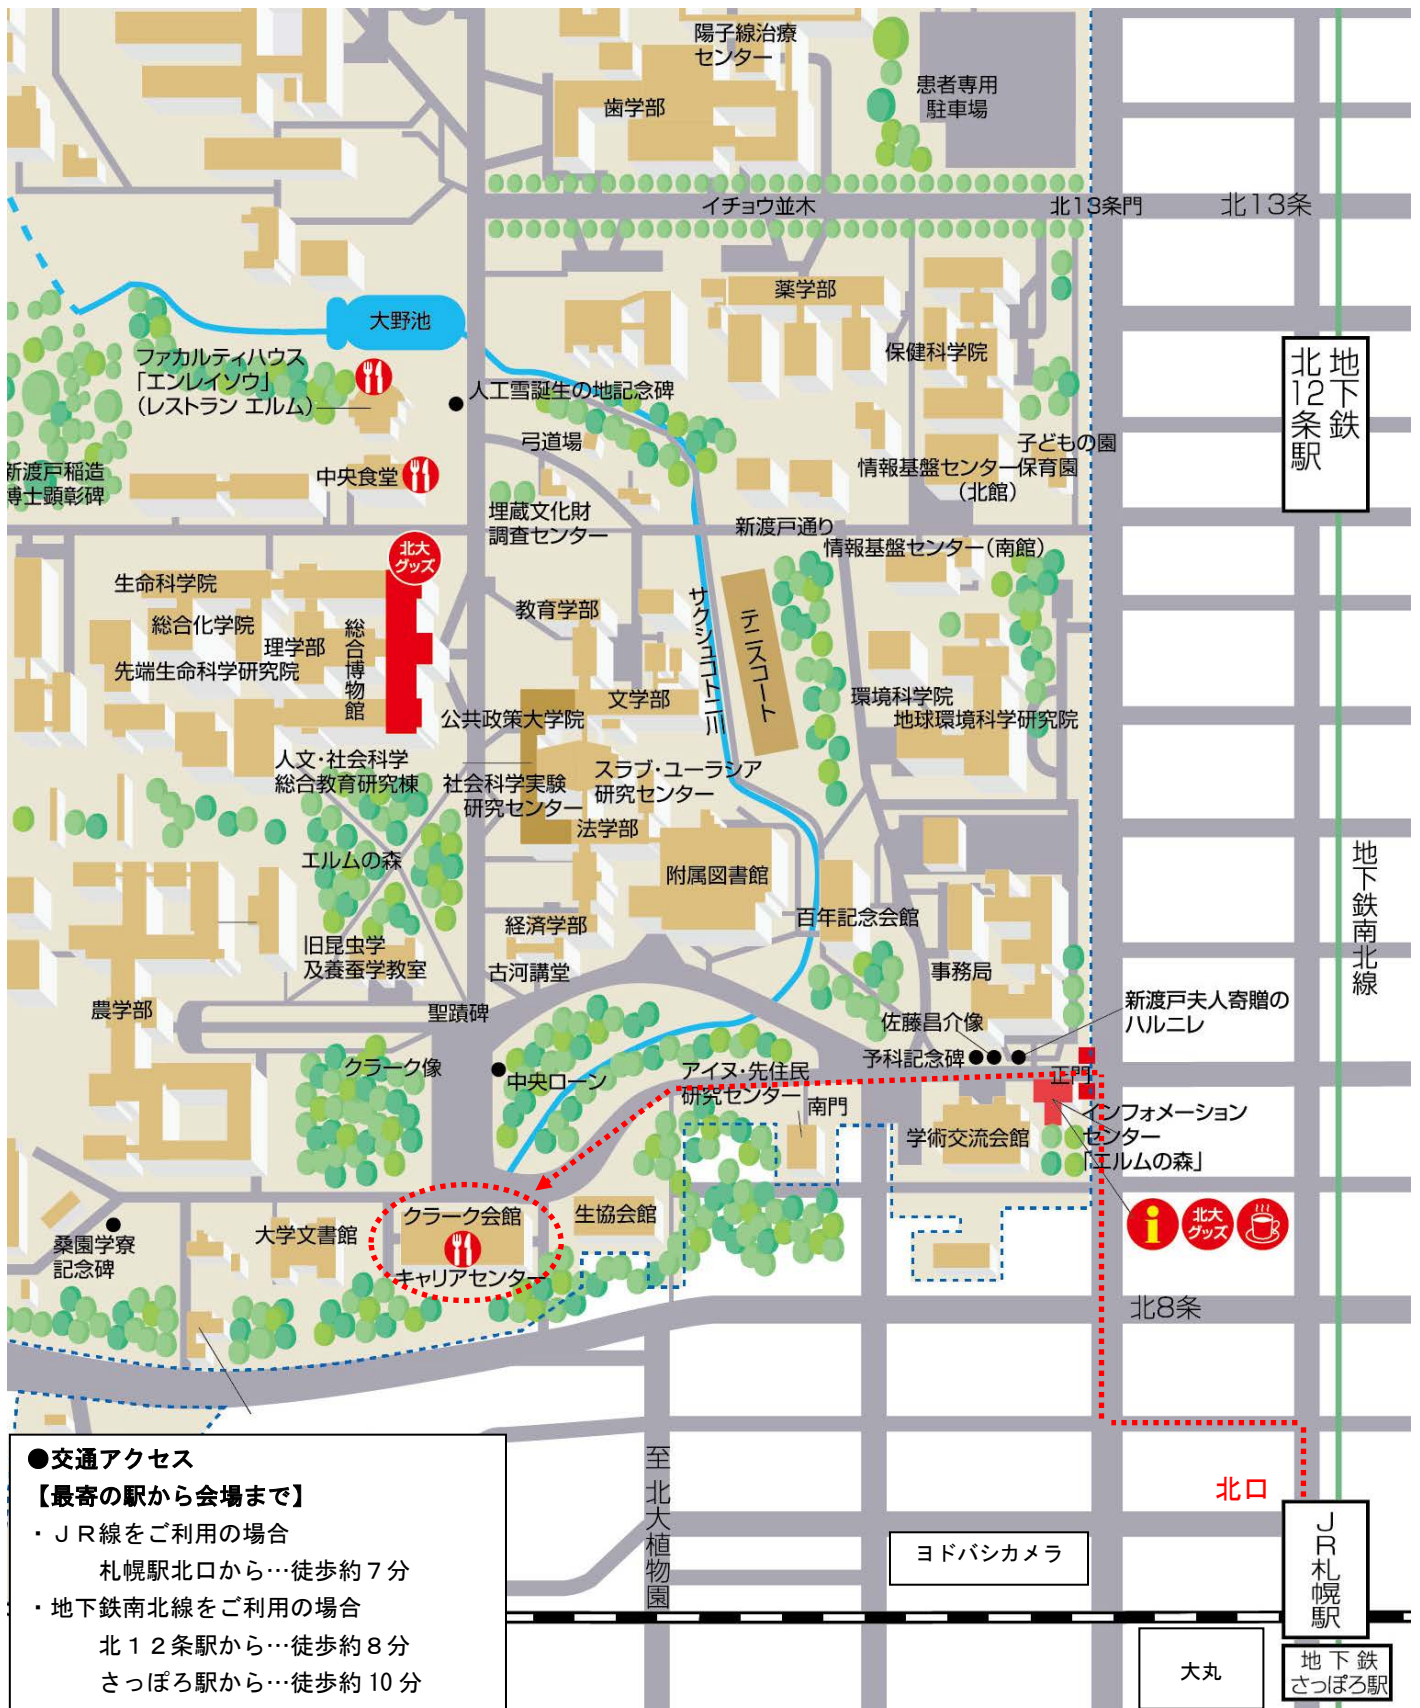 陽子線治療
センター
患者専用
駐車場
歯学部
イチョウ並木
北13条門
北13条
薬学部
大野池
保健科学院
地下鉄
北12条駅
ファカルティハウス
「エンレイソウ」
(レストラン エルム)
人工雪誕生の地記念碑
弓道場
子どもの園
保育園
情報基盤センター
(北館)
中央食堂
新渡戸稲造
博士顕彰碑
埋蔵文化財
調査センター
新渡戸通り
情報基盤センター(南館)
北大
グッズ
生命科学院
総合化学院
理学部
先端生命科学研究院
総合博物館
教育学部
サクシュコトニ川
テニスコート
文学部
環境科学院
地球環境科学研究院
公共政策大学院
人文・社会科学
総合教育研究棟
社会科学実験
研究センター
スラブ・ユーラシア
研究センター
法学部
エルムの森
附属図書館
地下鉄南北線
経済学部
百年記念会館
旧昆虫学
及養蚕学教室
古河講堂
事務局
農学部
聖蹟碑
新渡戸夫人寄贈の
ハルニレ
佐藤昌介像
予科記念碑
クラーク像
中央ローン
アイヌ・先住民
研究センター
正門
南門
学術交流会館
インフォメーション
センター
「エルムの森」
i
北大
グッズ
クラーク会館
生協会館
大学文書館
桑園学寮
記念碑
キャリアセンター
北8条
●交通アクセス
【最寄の駅から会場まで】
・ＪＲ線をご利用の場合
札幌駅北口から…徒歩約７分
・地下鉄南北線をご利用の場合
北１２条駅から…徒歩約８分
さっぽろ駅から…徒歩約 10 分
至 北大植物園
北口
ヨドバシカメラ
ＪＲ札幌駅
大丸
地下鉄
さっぽろ駅